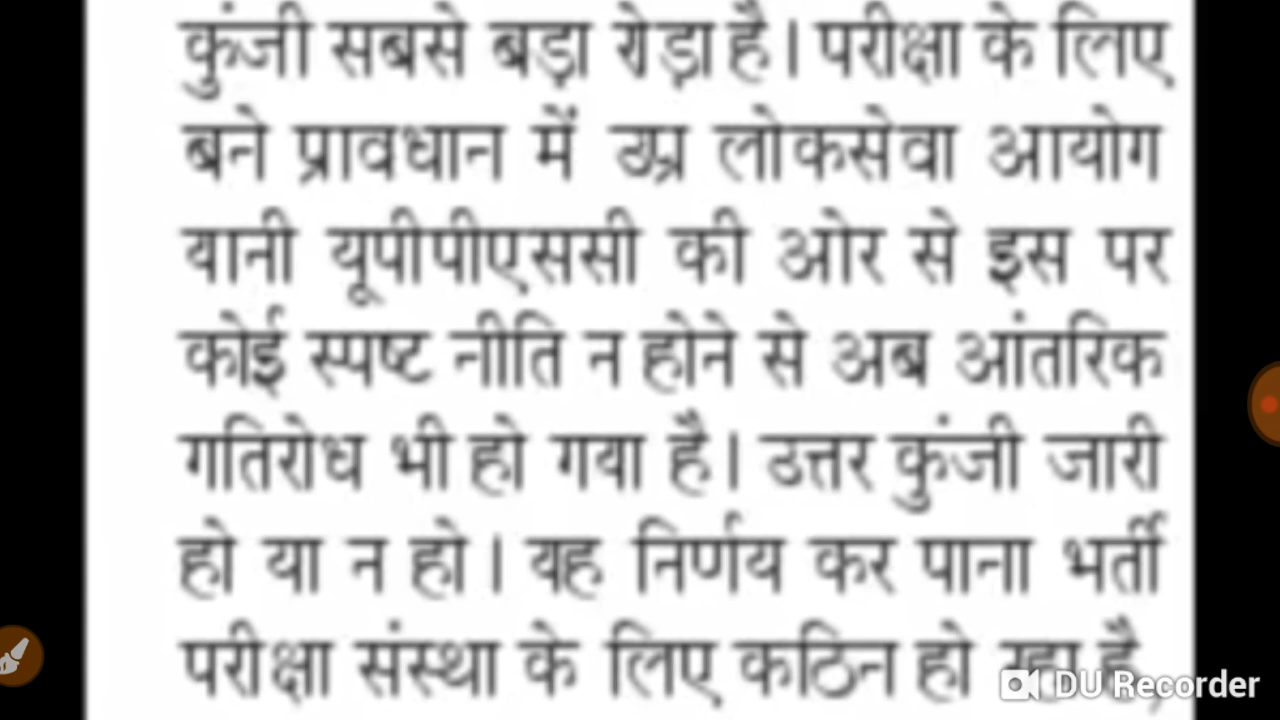 कुंजी सबसे बड़ा रोड़ा है। परीक्षा के लिए
बने प्रावधान में उप्र लोकसेवा आयोग
यानी यूपीपीएससी की ओर से इस पर
कोई स्पष्ट नीति न होने से अब आंतरिक
गतिरोध भी हो गया है। उत्तर कुंजी जारी
हो या न हो। यह निर्णय कर पाना भर्ती
परीक्षा संस्था के लिए कठिन हो रहा है,
DU Recorder